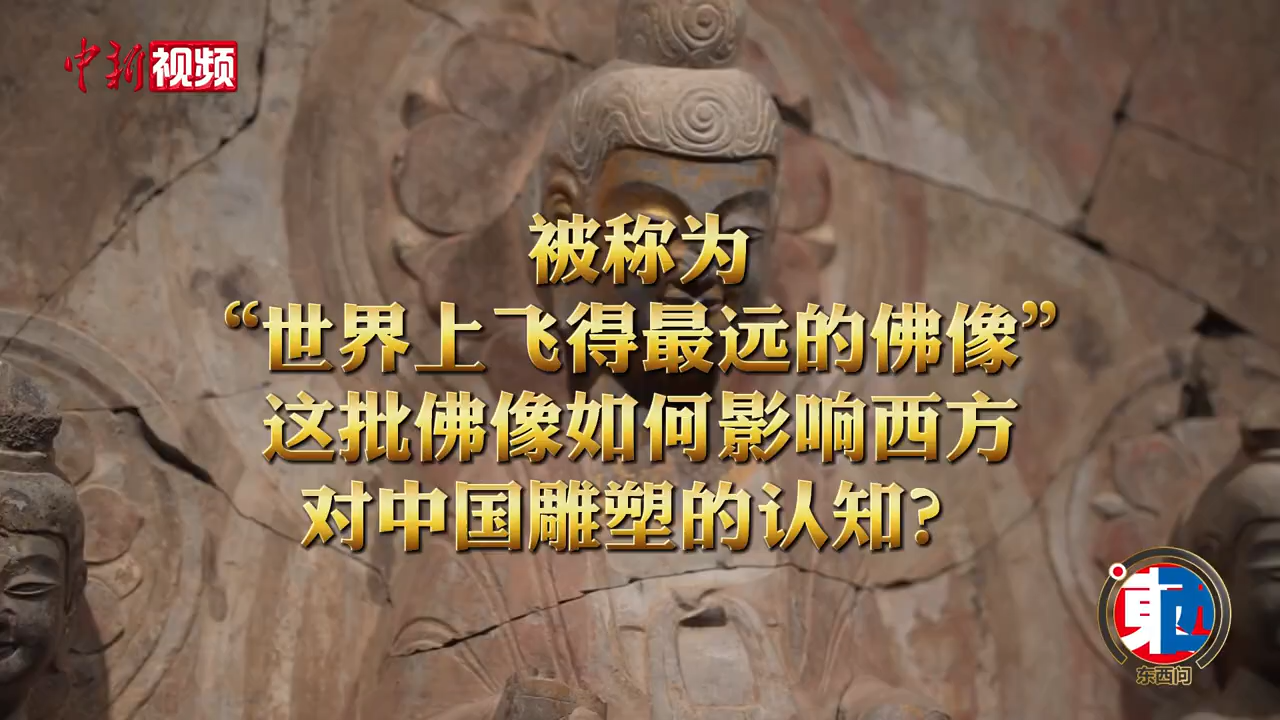 中新视频
被称为
“世界上飞得最远的佛像”
这批佛像如何影响西方
对中国雕塑的认知？
東西
东西问